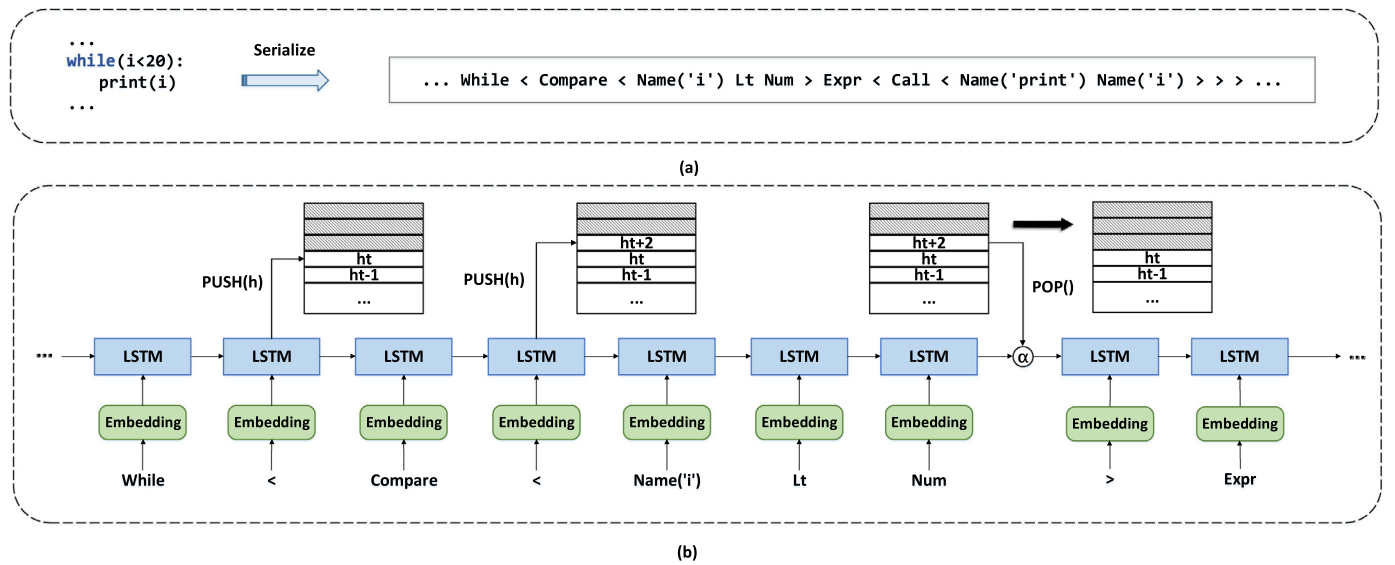 ...
while(i<20):
print(i)
...
Serialize
... While < Compare < Name('i') Lt Num > Expr < Call < Name('print') Name('i') > > > ...
(a)
PUSH(h)
ht
ht-1
...
PUSH(h)
ht+2
ht
ht-1
...
ht+2
ht
ht-1
...
POP()
ht
ht-1
...
... LSTM LSTM LSTM LSTM LSTM LSTM LSTM α LSTM LSTM ...
Embedding Embedding Embedding Embedding Embedding Embedding Embedding Embedding Embedding
While < Compare < Name('i') Lt Num > Expr
(b)